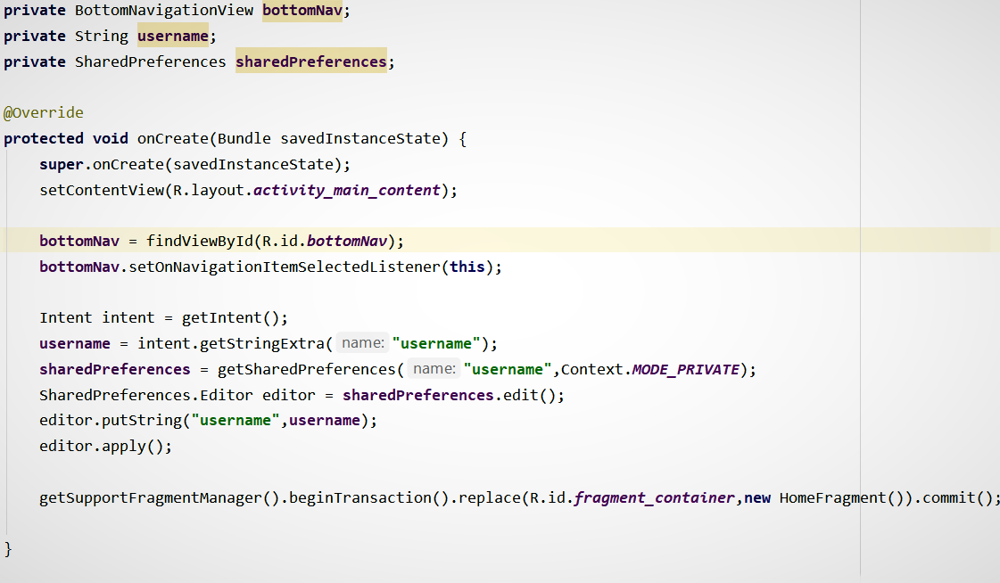 private BottomNavigationView bottomNav;
private String username;
private SharedPreferences sharedPreferences;
@Override
protected void onCreate(Bundle savedInstanceState) {
super.onCreate(savedInstanceState);
setContentView(R.layout.activity_main_content);
bottomNav = findViewById(R.id.bottomNav);
bottomNav.setOnNavigationItemSelectedListener(this);
Intent intent = getIntent();
username = intent.getStringExtra( name: "username");
sharedPreferences = getSharedPreferences( name: "username",Context.MODE_PRIVATE);
SharedPreferences.Editor editor = sharedPreferences.edit();
editor.putString("username",username);
editor.apply();
getSupportFragmentManager().beginTransaction().replace(R.id.fragment_container,new HomeFragment()).commit();
}